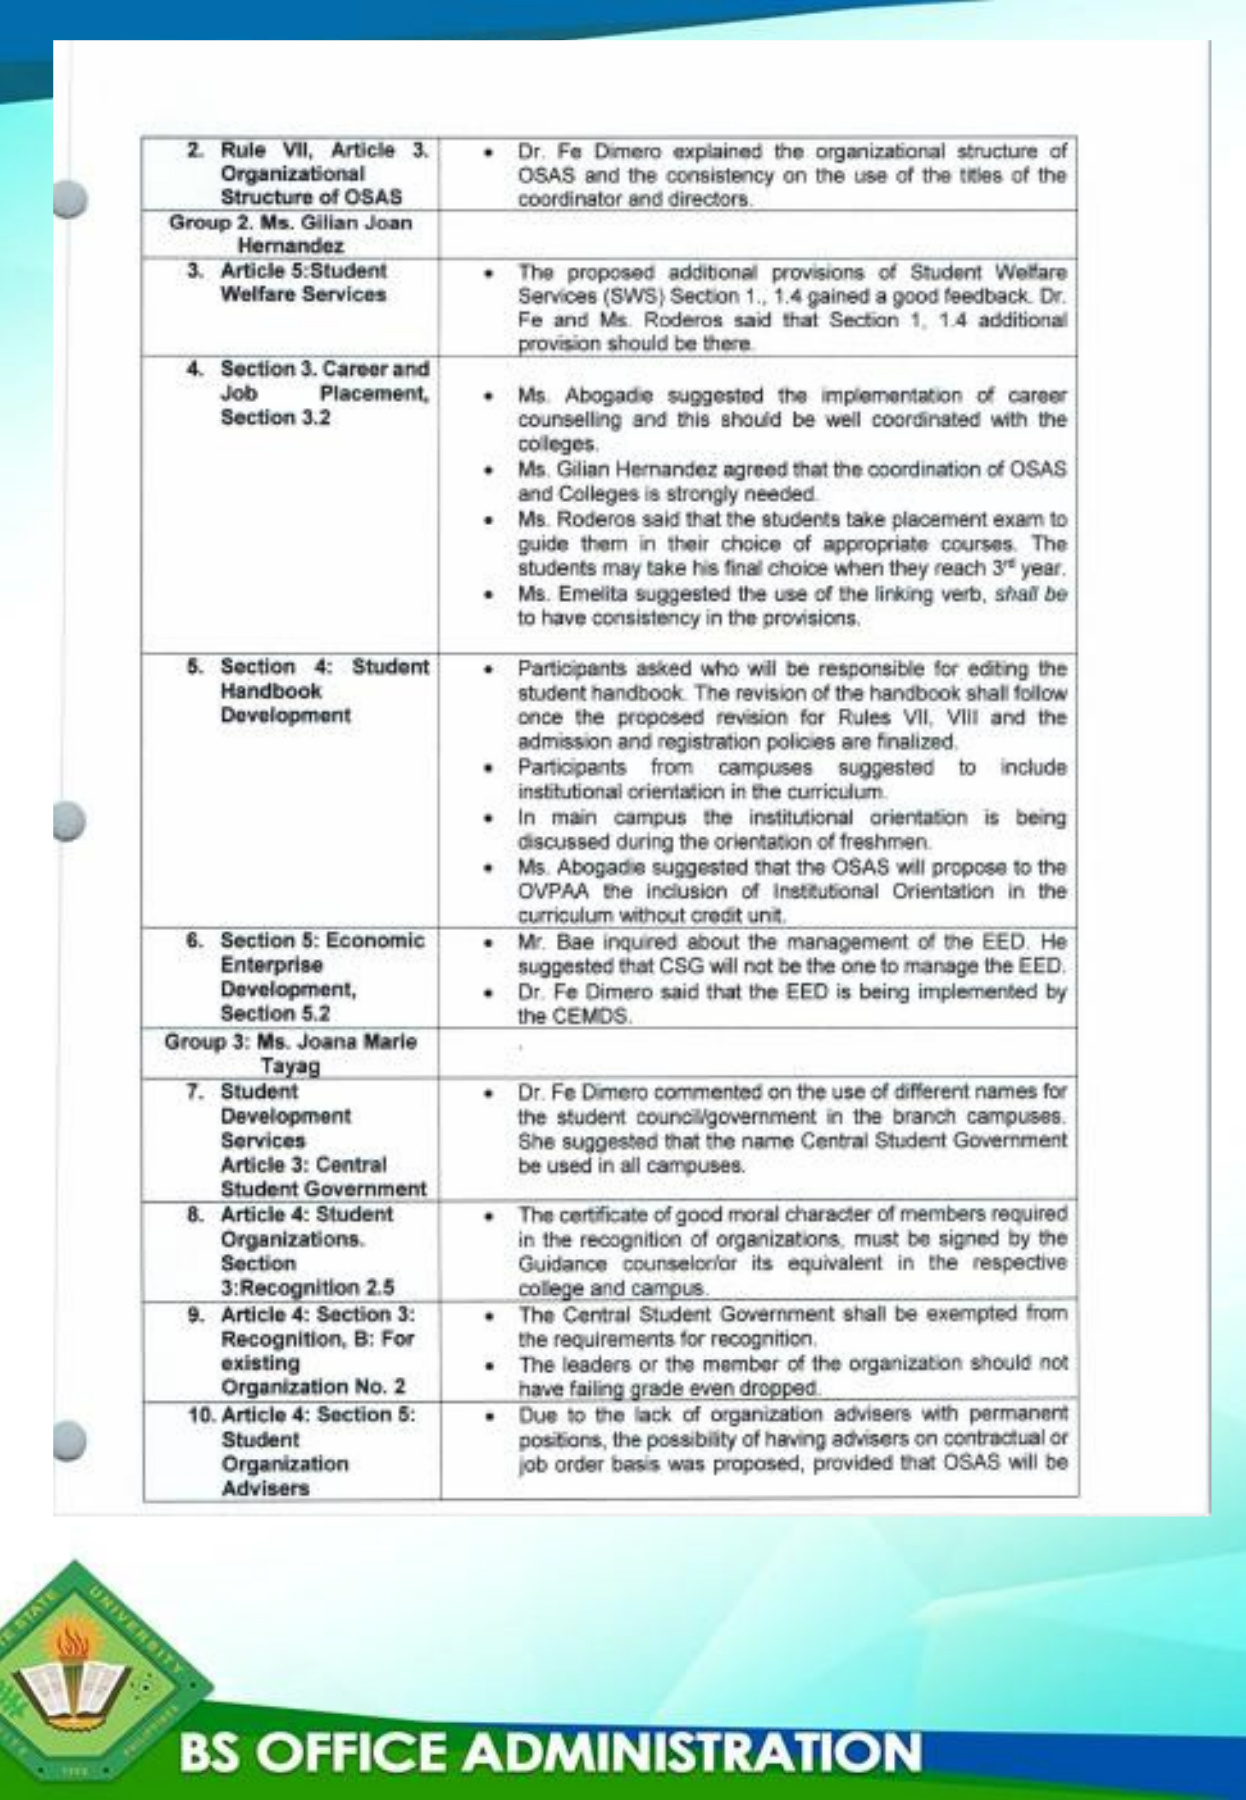 2. Rule VII, Article 3.
Organizational
Structure of OSAS
• Dr. Fe Dimero explained the organizational structure of
OSAS and the consistency on the use of the titles of the
coordinator and directors.
Group 2. Ms. Gilian Joan
Hernandez
3. Article 5:Student
Welfare Services
• The proposed additional provisions of Student Welfare
Services (SWS) Section 1., 1.4 gained a good feedback. Dr.
Fe and Ms. Roderos said that Section 1, 1.4 additional
provision should be there.
4. Section 3. Career and
Job Placement,
Section 3.2
• Ms. Abogadie suggested the implementation of career
counselling and this should be well coordinated with the
colleges.
• Ms. Gilian Hernandez agreed that the coordination of OSAS
and Colleges is strongly needed.
• Ms. Roderos said that the students take placement exam to
guide them in their choice of appropriate courses. The
students may take his final choice when they reach 3rd year.
• Ms. Emelita suggested the use of the linking verb, shall be
to have consistency in the provisions.
5. Section 4: Student
Handbook
Development
• Participants asked who will be responsible for editing the
student handbook. The revision of the handbook shall follow
once the proposed revision for Rules VII, VIII and the
admission and registration policies are finalized.
• Participants from campuses suggested to include
institutional orientation in the curriculum.
• In main campus the institutional orientation is being
discussed during the orientation of freshmen.
• Ms. Abogadie suggested that the OSAS will propose to the
OVPAA the inclusion of Institutional Orientation in the
curriculum without credit unit.
6. Section 5: Economic
Enterprise
Development,
Section 5.2
• Mr. Bae inquired about the management of the EED. He
suggested that CSG will not be the one to manage the EED.
• Dr. Fe Dimero said that the EED is being implemented by
the CEMDS.
Group 3: Ms. Joana Marie
Tayag
7. Student
Development
Services
Article 3: Central
Student Government
• Dr. Fe Dimero commented on the use of different names for
the student council/government in the branch campuses.
She suggested that the name Central Student Government
be used in all campuses.
8. Article 4: Student
Organizations.
Section
3:Recognition 2.5
• The certificate of good moral character of members required
in the recognition of organizations, must be signed by the
Guidance counselor/or its equivalent in the respective
college and campus.
9. Article 4: Section 3:
Recognition, B: For
existing
Organization No. 2
• The Central Student Government shall be exempted from
the requirements for recognition.
• The leaders or the member of the organization should not
have failing grade even dropped.
10. Article 4: Section 5:
Student
Organization
Advisers
• Due to the lack of organization advisers with permanent
positions, the possibility of having advisers on contractual or
job order basis was proposed, provided that OSAS will be
STATE UNIVERSITY
PHILIPPINES
BS OFFICE ADMINISTRATION